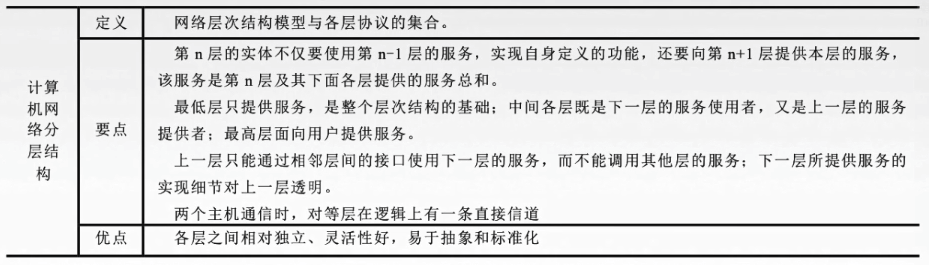 计算
机网
络分
层结
构
定义
网络层次结构模型与各层协议的集合。
要点
第 n 层的实体不仅要使用第 n-1 层的服务，实现自身定义的功能，还要向第 n+1 层提供本层的服务，
该服务是第 n 层及其下面各层提供的服务总和。
最低层只提供服务，是整个层次结构的基础；中间各层既是下一层的服务使用者，又是上一层的服务
提供者；最高层面向用户提供服务。
上一层只能通过相邻层间的接口使用下一层的服务，而不能调用其他层的服务；下一层所提供服务的
实现细节对上一层透明。
两个主机通信时，对等层在逻辑上有一条直接信道
优点
各层之间相对独立、灵活性好，易于抽象和标准化